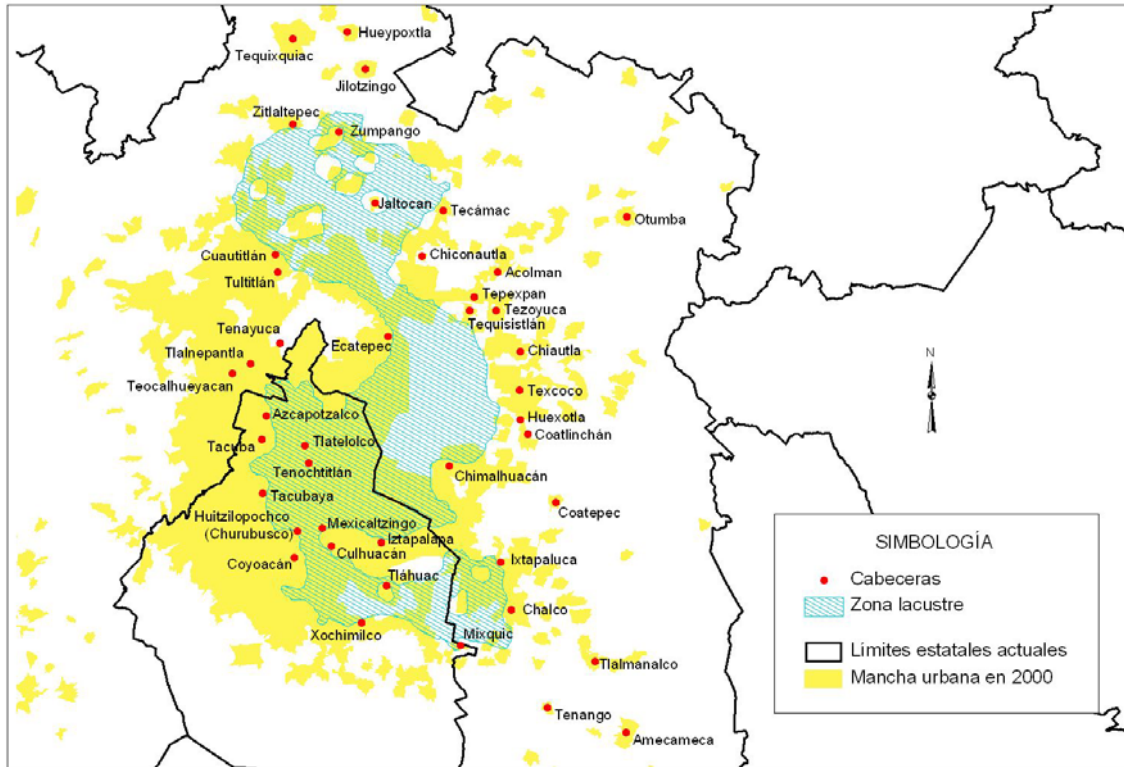 Hueypoxtla
Tequixquiac
Jilotzingo
Zitlaltepec
Zumpango
Jaltocan
Tecámac
Otumba
Cuautitlán
Chiconautla
Tultitlán
Acolman
Tepexpan
Tequisistlán
Tezoyuca
Tenayuca
Ecatepec
Tlalnepantla
Chiautla
Teocalhueyacan
Texcoco
Azcapotzalco
Huexotla
Coatlinchán
Tacuba
Tlatelolco
Tenochtitlán
Chimalhuacán
Tacubaya
Coatepec
Huitzilopochco
(Churubusco)
Mexicaltzingo
Iztapalapa
Culhuacán
Coyoacán
Ixtapaluca
Tláhuac
Chalco
Xochimilco
Mixquic
Tlalmanalco
Tenango
Amecameca
N
SIMBOLOGÍA
Cabeceras
Zona lacustre
Límites estatales actuales
Mancha urbana en 2000